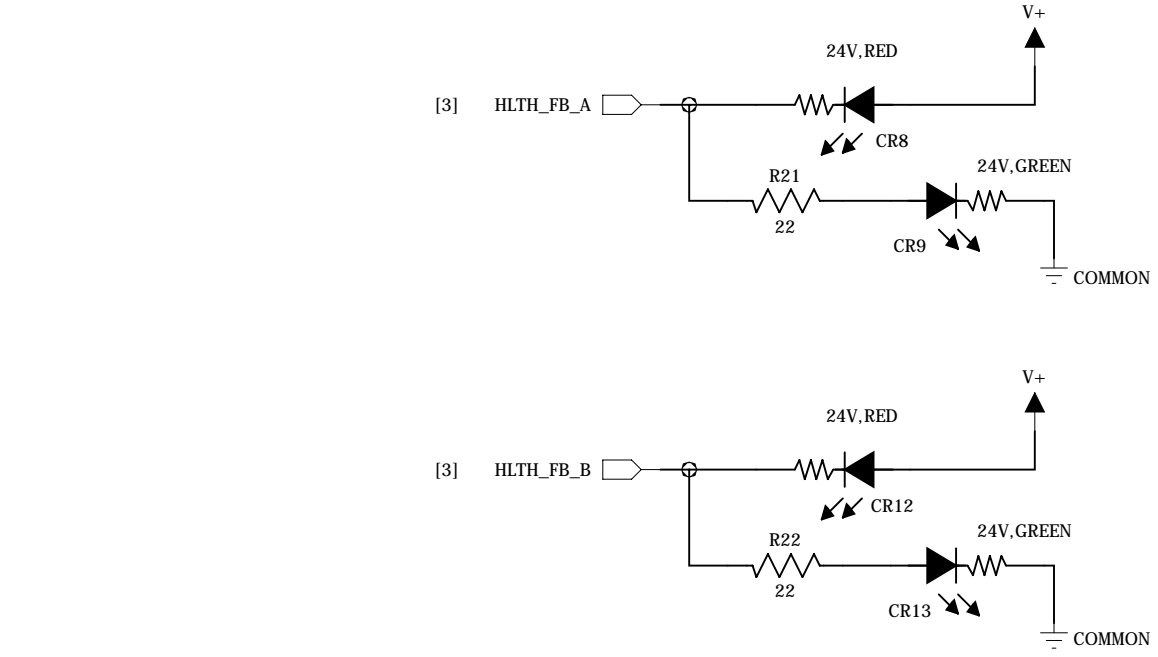 V+
24V,RED
[3] HLTH_FB_A
CR8
24V,GREEN
R21
22
CR9
COMMON
V+
24V,RED
[3] HLTH_FB_B
CR12
24V,GREEN
R22
22
CR13
COMMON